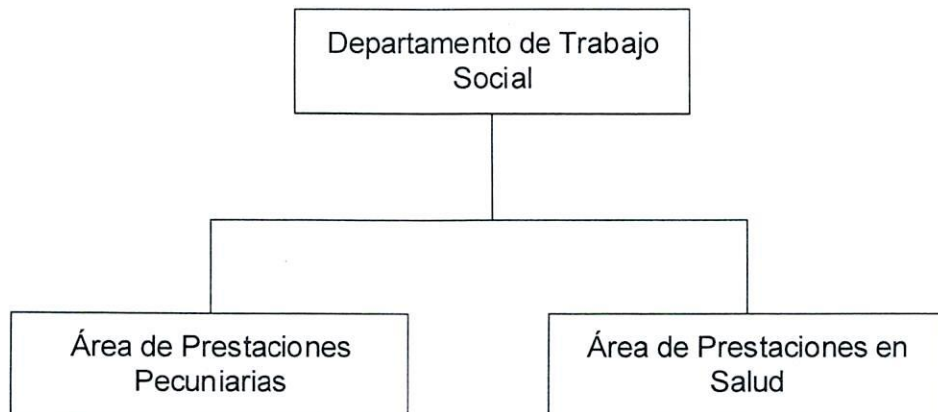 Departamento de Trabajo
Social
Área de Prestaciones
Pecuniarias
Área de Prestaciones en
Salud